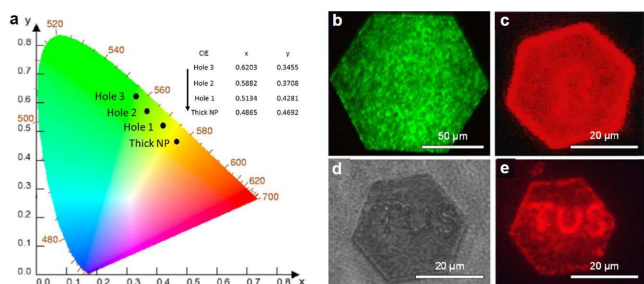 a
y
0.8
0.7
0.6
0.5
0.4
0.3
0.2
0.1
0.0
0.0 0.1 0.2 0.3 0.4 0.5 0.6 0.7 0.8
x
520
540
560
580
600
620
700
500
480
Hole 3
Hole 2
Hole 1
Thick NP
CIE x y
Hole 3 0.6203 0.3455
Hole 2 0.5882 0.3708
Hole 1 0.5134 0.4281
Thick NP 0.4865 0.4692
b
50 µm
c
20 µm
d
TUS
20 µm
e
TUS
20 µm